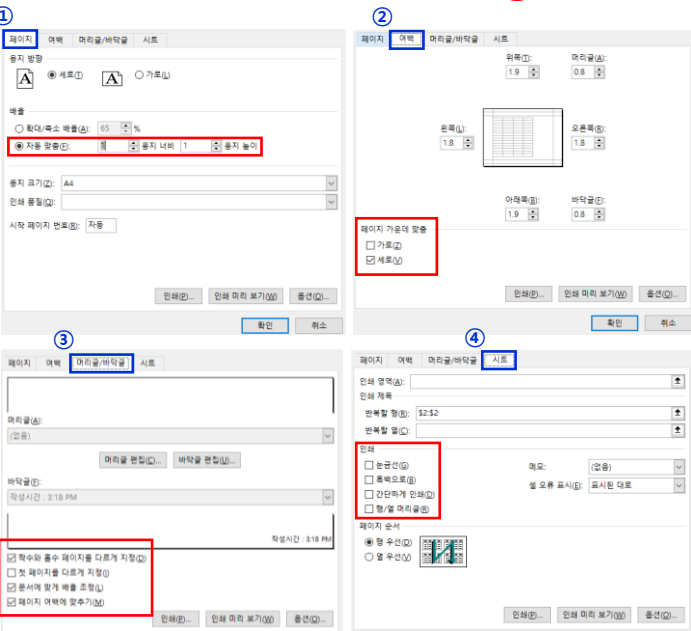 ①
페이지 여백 머리글/바닥글 시트
용지 방향
A 세로(T) A 가로(L)
배율
확대/축소 배율(A): 65 %
자동 맞춤(F): 1 용지 너비 1 용지 높이
용지 크기(Z): A4
인쇄 품질(Q):
시작 페이지 번호(R): 자동
인쇄(P)... 인쇄 미리 보기(W) 옵션(O)...
확인 취소
②
페이지 여백 머리글/바닥글 시트
위쪽(T): 머리글(A):
1.9 0.8
왼쪽(L): 오른쪽(R):
1.8 1.8
아래쪽(B): 바닥글(F):
1.9 0.8
페이지 가운데 맞춤
가로(Z)
세로(V)
인쇄(P)... 인쇄 미리 보기(W) 옵션(O)...
확인 취소
③
페이지 여백 머리글/바닥글 시트
머리글(A):
(없음)
머리글 편집(C)... 바닥글 편집(U)...
바닥글(F):
작성시간 : 3:18 PM
작성시간 : 3:18 PM
짝수와 홀수 페이지를 다르게 지정(D)
첫 페이지를 다르게 지정(I)
문서에 맞게 배율 조정(L)
페이지 여백에 맞추기(M)
인쇄(P)... 인쇄 미리 보기(W) 옵션(O)...
④
페이지 여백 머리글/바닥글 시트
인쇄 영역(A):
인쇄 제목
반복할 행(R): $2:$2
반복할 열(C):
인쇄
눈금선(G) 메모: (없음)
흑백으로(B) 셀 오류 표시(E): 표시된 대로
간단하게 인쇄(Q)
행/열 머리글(R)
페이지 순서
행 우선(D)
열 우선(V)
인쇄(P)... 인쇄 미리 보기(W) 옵션(O)...